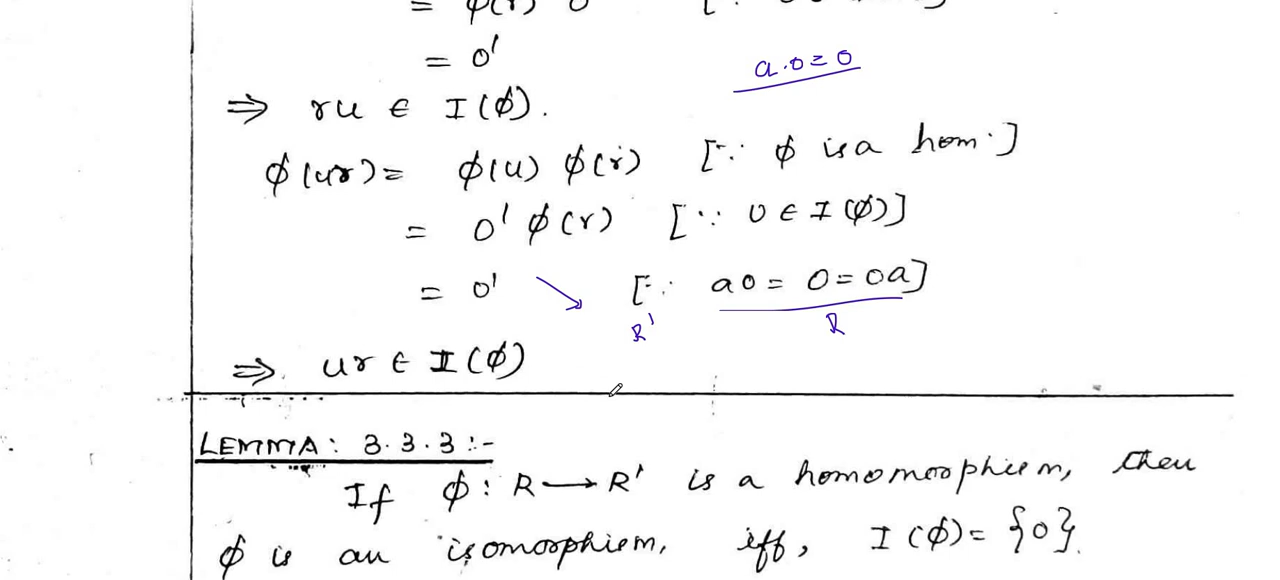 = φ(r) 0
= 0'
a.0=0
⇒ ru ∈ I(φ).
φ(ur)= φ(u) φ(r) [∵ φ is a hom.]
= 0' φ(r) [∵ U ∈ I(φ)]
= 0' [∵ a0 = 0 = 0a]
R' R
⇒ ur ∈ I(φ)
LEMMA: 3.3.3 :-
If φ: R → R' is a homomorphism, then
φ is an isomorphism, iff, I(φ)= {0}.